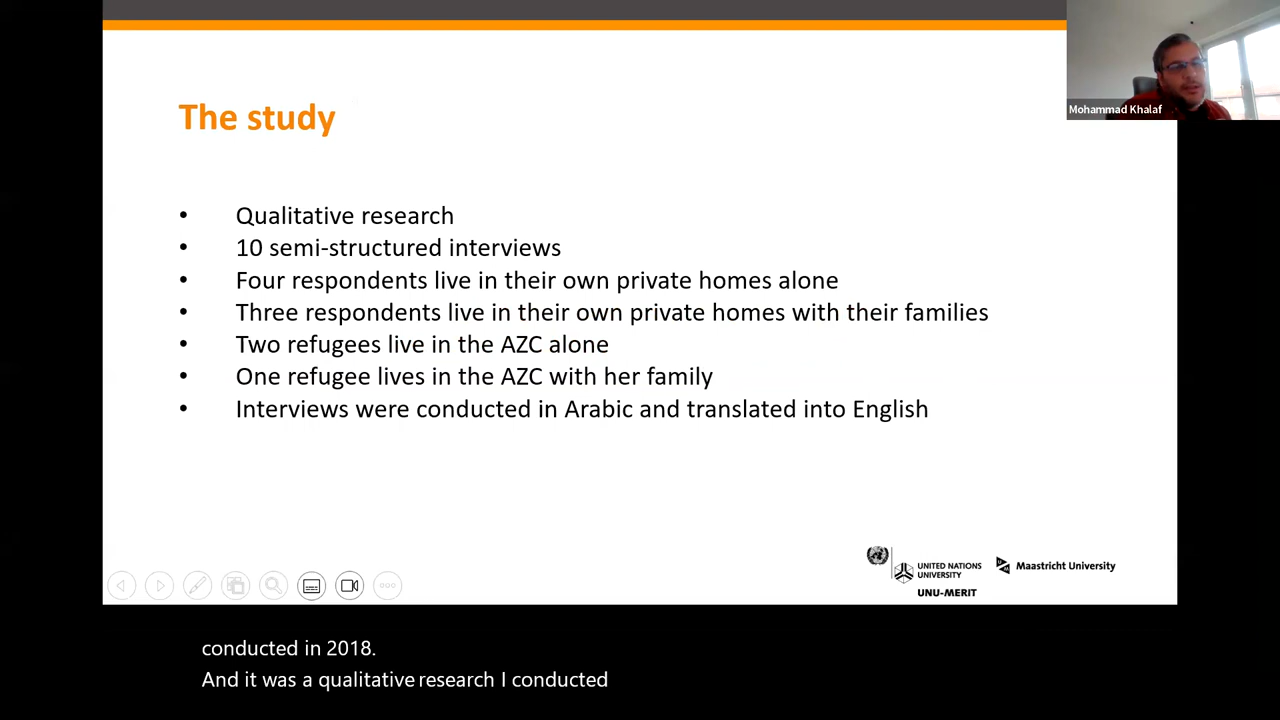 Mohammad Khalaf
The study
• Qualitative research
• 10 semi-structured interviews
• Four respondents live in their own private homes alone
• Three respondents live in their own private homes with their families
• Two refugees live in the AZC alone
• One refugee lives in the AZC with her family
• Interviews were conducted in Arabic and translated into English
UNITED NATIONS
UNIVERSITY
UNU-MERIT
Maastricht University
conducted in 2018.
And it was a qualitative research I conducted